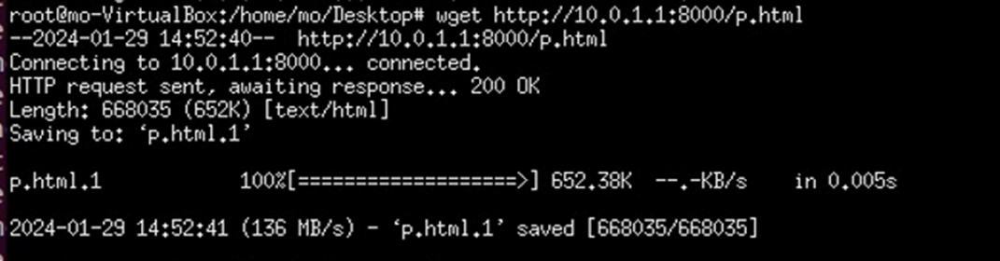 root@mo-VirtualBox:/home/mo/Desktop# wget http://10.0.1.1:8000/p.html
--2024-01-29 14:52:40--  http://10.0.1.1:8000/p.html
Connecting to 10.0.1.1:8000... connected.
HTTP request sent, awaiting response... 200 OK
Length: 668035 (652K) [text/html]
Saving to: ‘p.html.1’
p.html.1            100%[===================>] 652.38K  --.-KB/s    in 0.005s
2024-01-29 14:52:41 (136 MB/s) - ‘p.html.1’ saved [668035/668035]